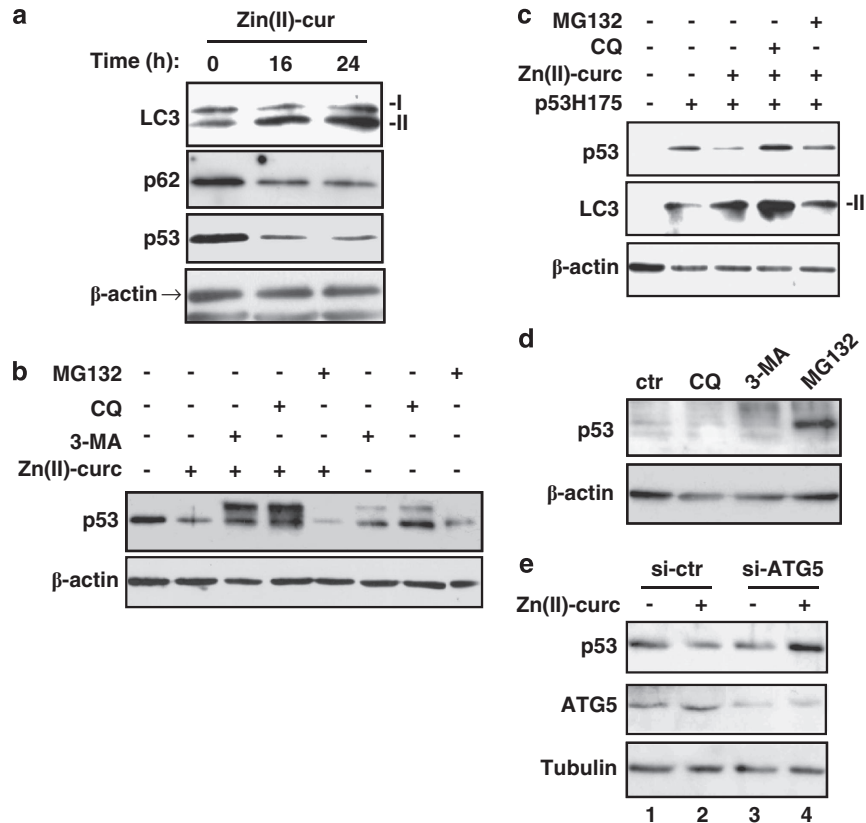 a
Zin(II)-cur
Time (h): 0 16 24
LC3
-I
-II
p62
p53
β-actin →
b
MG132 - - - - + - - +
CQ - - - + - - + -
3-MA - - + - - + - -
Zn(II)-curc - + + + + - - -
p53
β-actin
c
MG132 - - - - +
CQ - - - + -
Zn(II)-curc - - + + +
p53H175 - + + + +
p53
LC3
-II
β-actin
d
ctr CQ 3-MA MG132
p53
β-actin
e
si-ctr si-ATG5
Zn(II)-curc - + - +
p53
ATG5
Tubulin
1 2 3 4